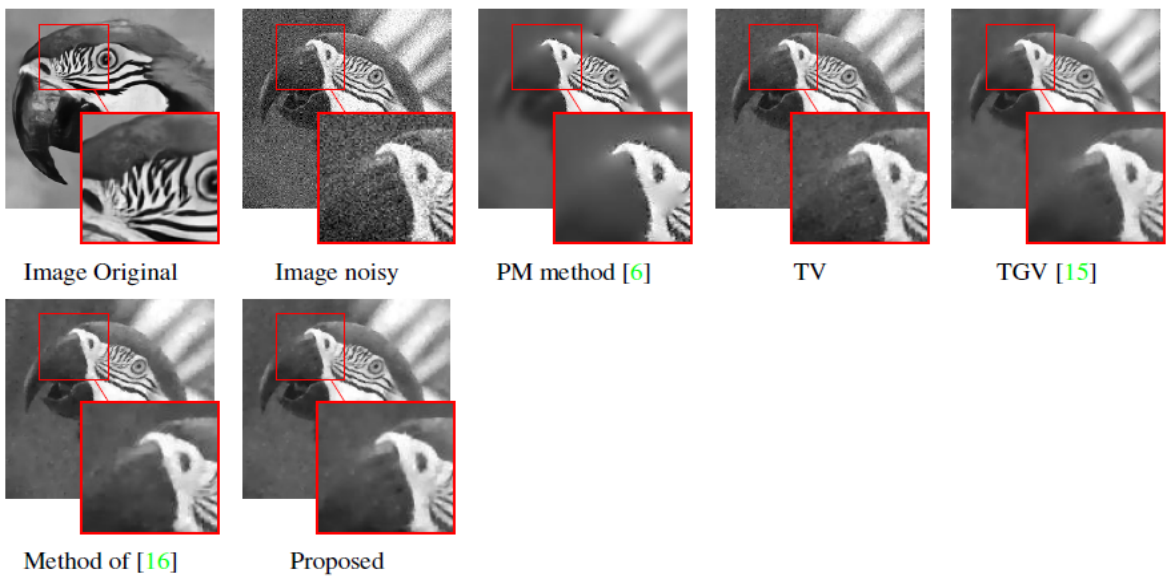 Image Original
Image noisy
PM method [6]
TV
TGV [15]
Method of [16]
Proposed